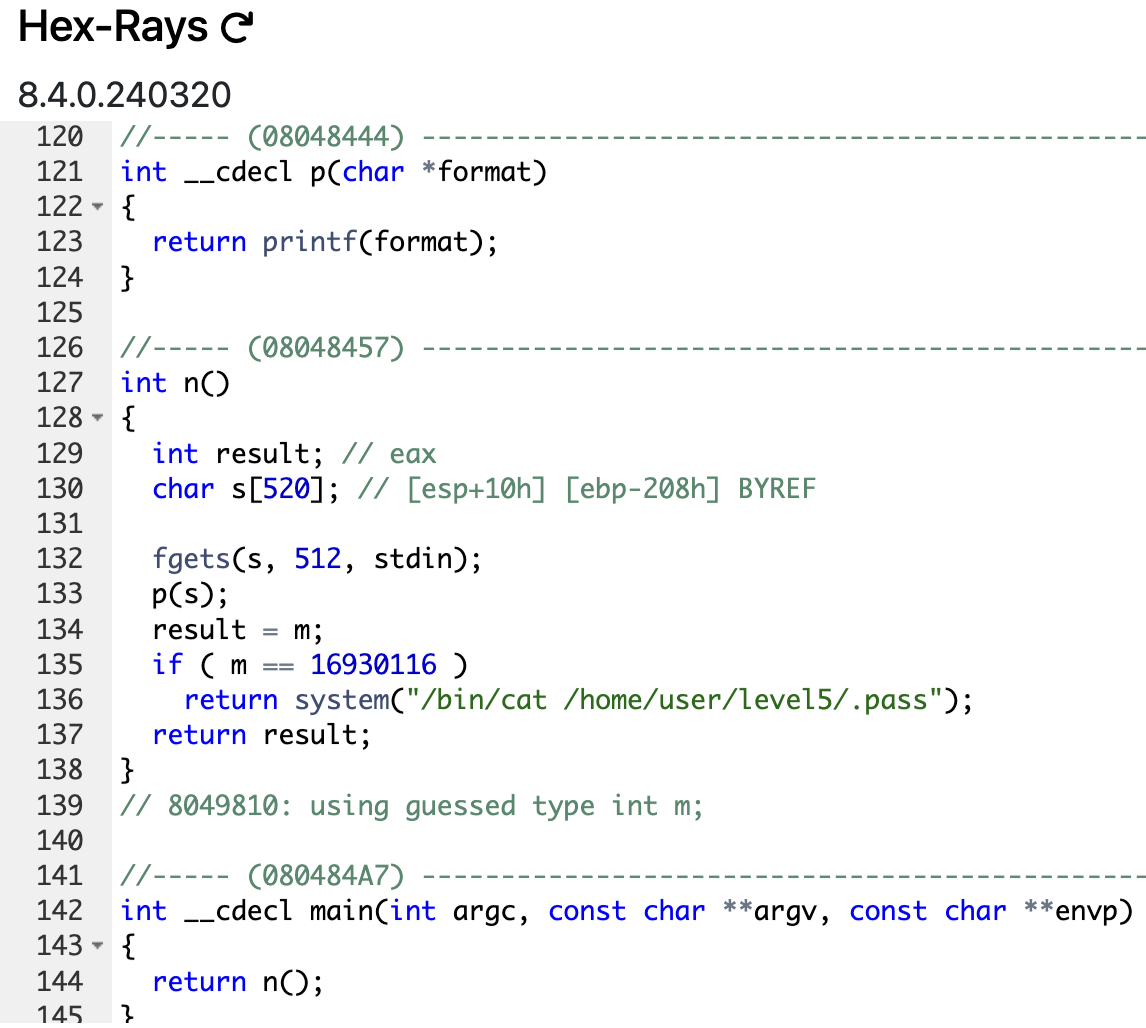 Hex-Rays
8.4.0.240320
120 //----- (08048444) ----------------------------------------------
121 int __cdecl p(char *format)
122 {
123   return printf(format);
124 }
125
126 //----- (08048457) ----------------------------------------------
127 int n()
128 {
129   int result; // eax
130   char s[520]; // [esp+10h] [ebp-208h] BYREF
131
132   fgets(s, 512, stdin);
133   p(s);
134   result = m;
135   if ( m == 16930116 )
136     return system("/bin/cat /home/user/level5/.pass");
137   return result;
138 }
139 // 8049810: using guessed type int m;
140
141 //----- (080484A7) ----------------------------------------------
142 int __cdecl main(int argc, const char **argv, const char **envp)
143 {
144   return n();
145 }